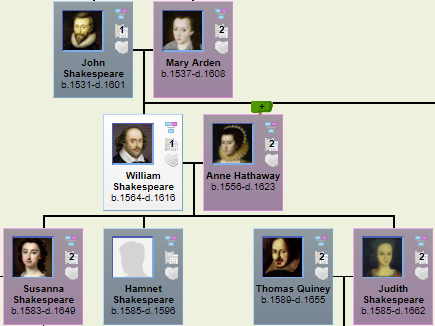 1
2
John
Shakespeare
b.1531-d.1601
Mary Arden
b.1537-d.1608
+
1
2
William
Shakespeare
b.1564-d.1616
Anne Hathaway
b.1556-d.1623
2
2
2
Susanna
Shakespeare
b.1583-d.1649
Hamnet
Shakespeare
b.1585-d.1596
Thomas Quiney
b.1589-d.1655
Judith
Shakespeare
b.1585-d.1662